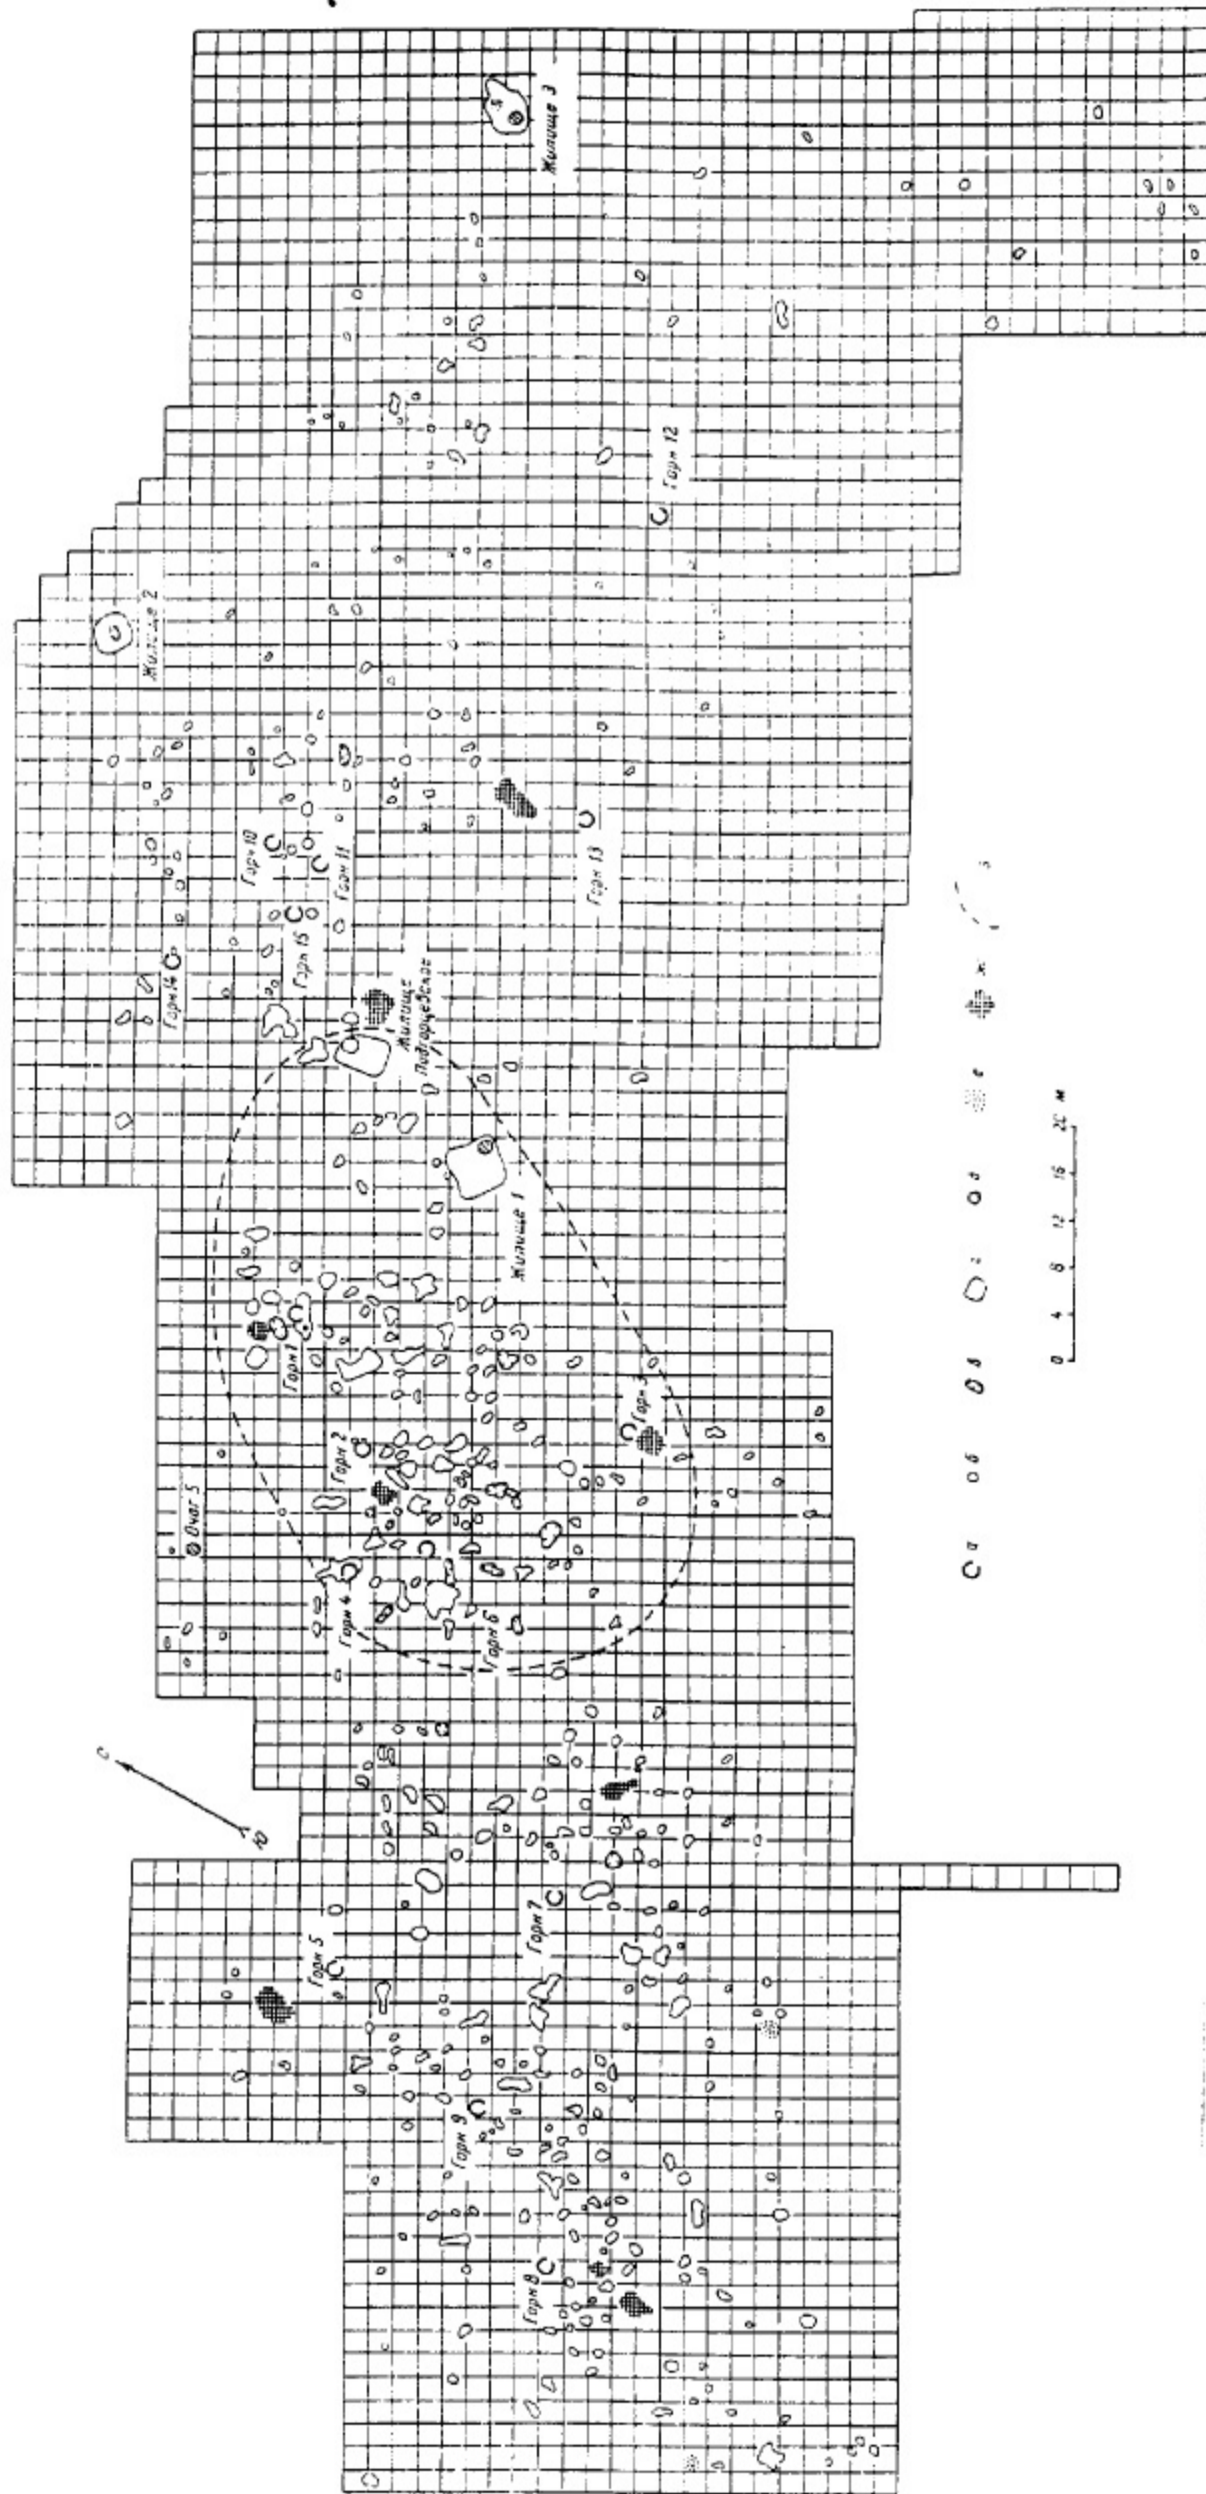 Жилище 3
Горн 12
Жилище 2
Горн 10
Горн 11
Горн 13
Горн 15
Горн 14
Жилище
Подгорцевское
Жилище 1
Горн 1
Горн 2
Горн 3
Очаг 5
Горн 4
Горн 6
С
Ю
Горн 5
Горн 7
Горн 9
Горн 8
а б в г д е ж з
0 4 8 12 16 20 м